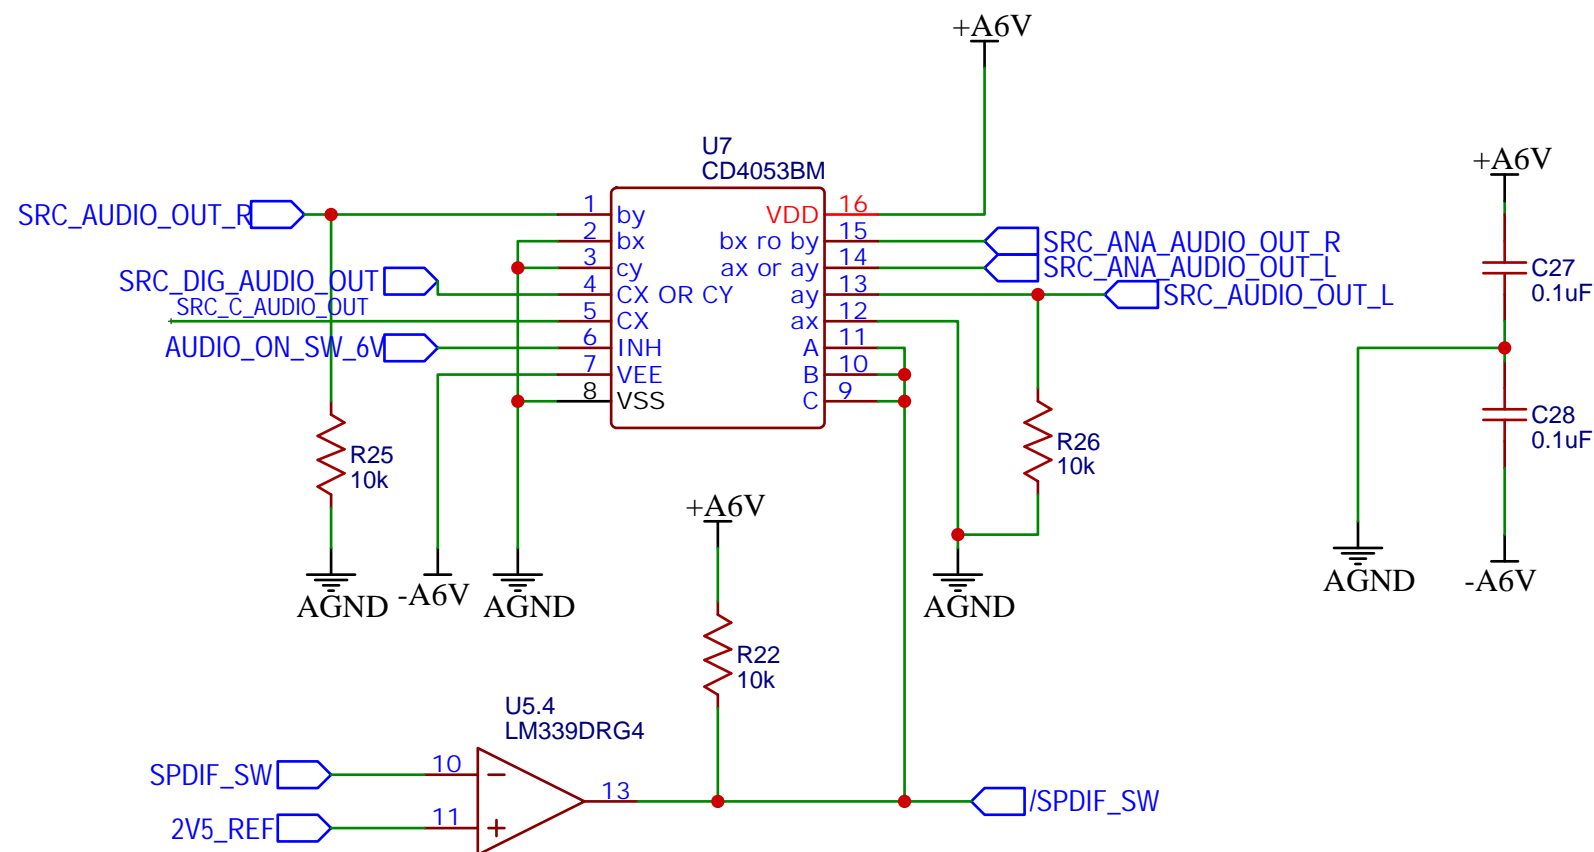 +A6V
U7
CD4053BM
+A6V
SRC_AUDIO_OUT_R
1
by
VDD
16
2
bx
bx ro by
15
SRC_ANA_AUDIO_OUT_R
3
cy
ax or ay
14
SRC_ANA_AUDIO_OUT_L
SRC_DIG_AUDIO_OUT
4
CX OR CY
ay
13
SRC_AUDIO_OUT_L
SRC_C_AUDIO_OUT
5
CX
ax
12
AUDIO_ON_SW_6V
6
INH
A
11
7
VEE
B
10
8
VSS
C
9
C27
0.1uF
C28
0.1uF
R25
10k
R26
10k
+A6V
AGND
-A6V
AGND
AGND
AGND
-A6V
R22
10k
U5.4
LM339DRG4
SPDIF_SW
10
13
/SPDIF_SW
2V5_REF
11